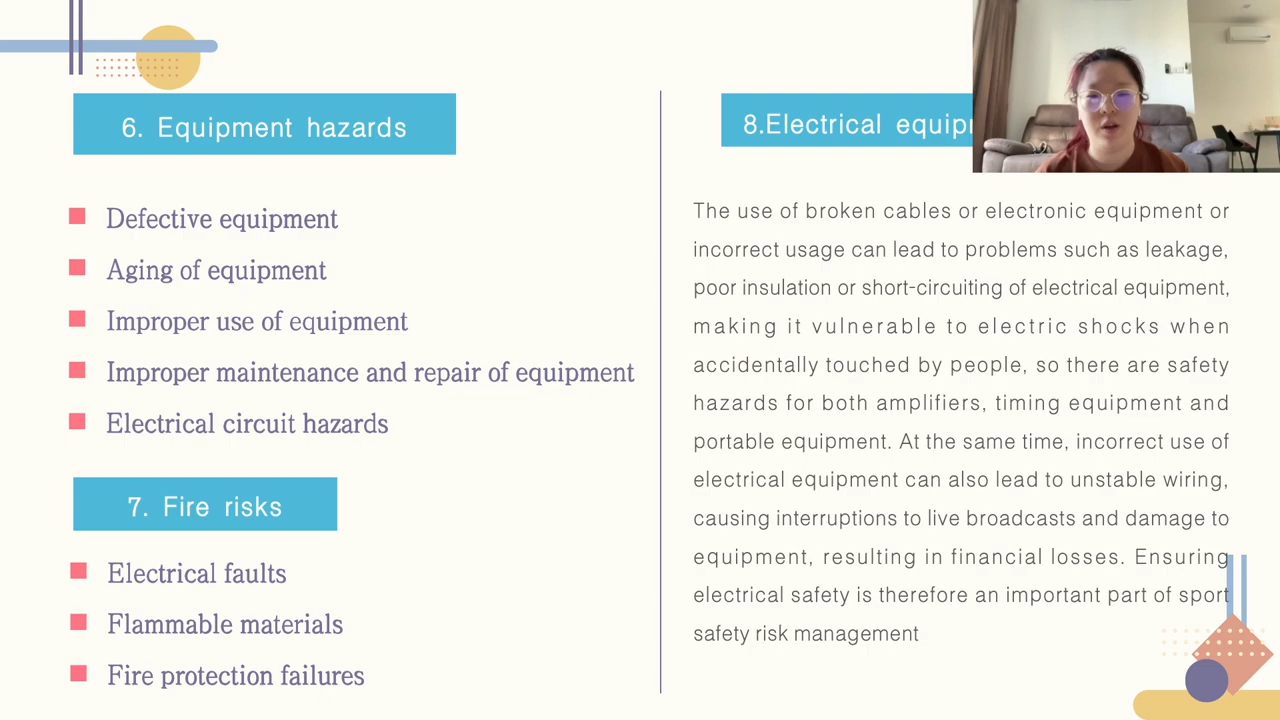 6. Equipment hazards
Defective equipment
Aging of equipment
Improper use of equipment
Improper maintenance and repair of equipment
Electrical circuit hazards
7. Fire risks
Electrical faults
Flammable materials
Fire protection failures
8.Electrical
The use of broken cables or electronic equipment or
incorrect usage can lead to problems such as leakage,
poor insulation or short-circuiting of electrical equipment,
making it vulnerable to electric shocks when
accidentally touched by people, so there are safety
hazards for both amplifiers, timing equipment and
portable equipment. At the same time, incorrect use of
electrical equipment can also lead to unstable wiring,
causing interruptions to live broadcasts and damage to
equipment, resulting in financial losses. Ensuring
electrical safety is therefore an important part of sport
safety risk management